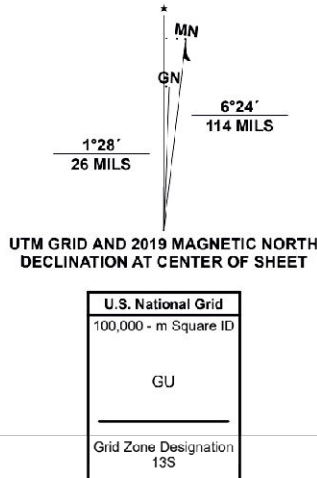 ★
MN
GN
6°24´
114 MILS
1°28´
26 MILS
UTM GRID AND 2019 MAGNETIC NORTH
DECLINATION AT CENTER OF SHEET
U.S. National Grid
100,000 - m Square ID
GU
Grid Zone Designation
13S